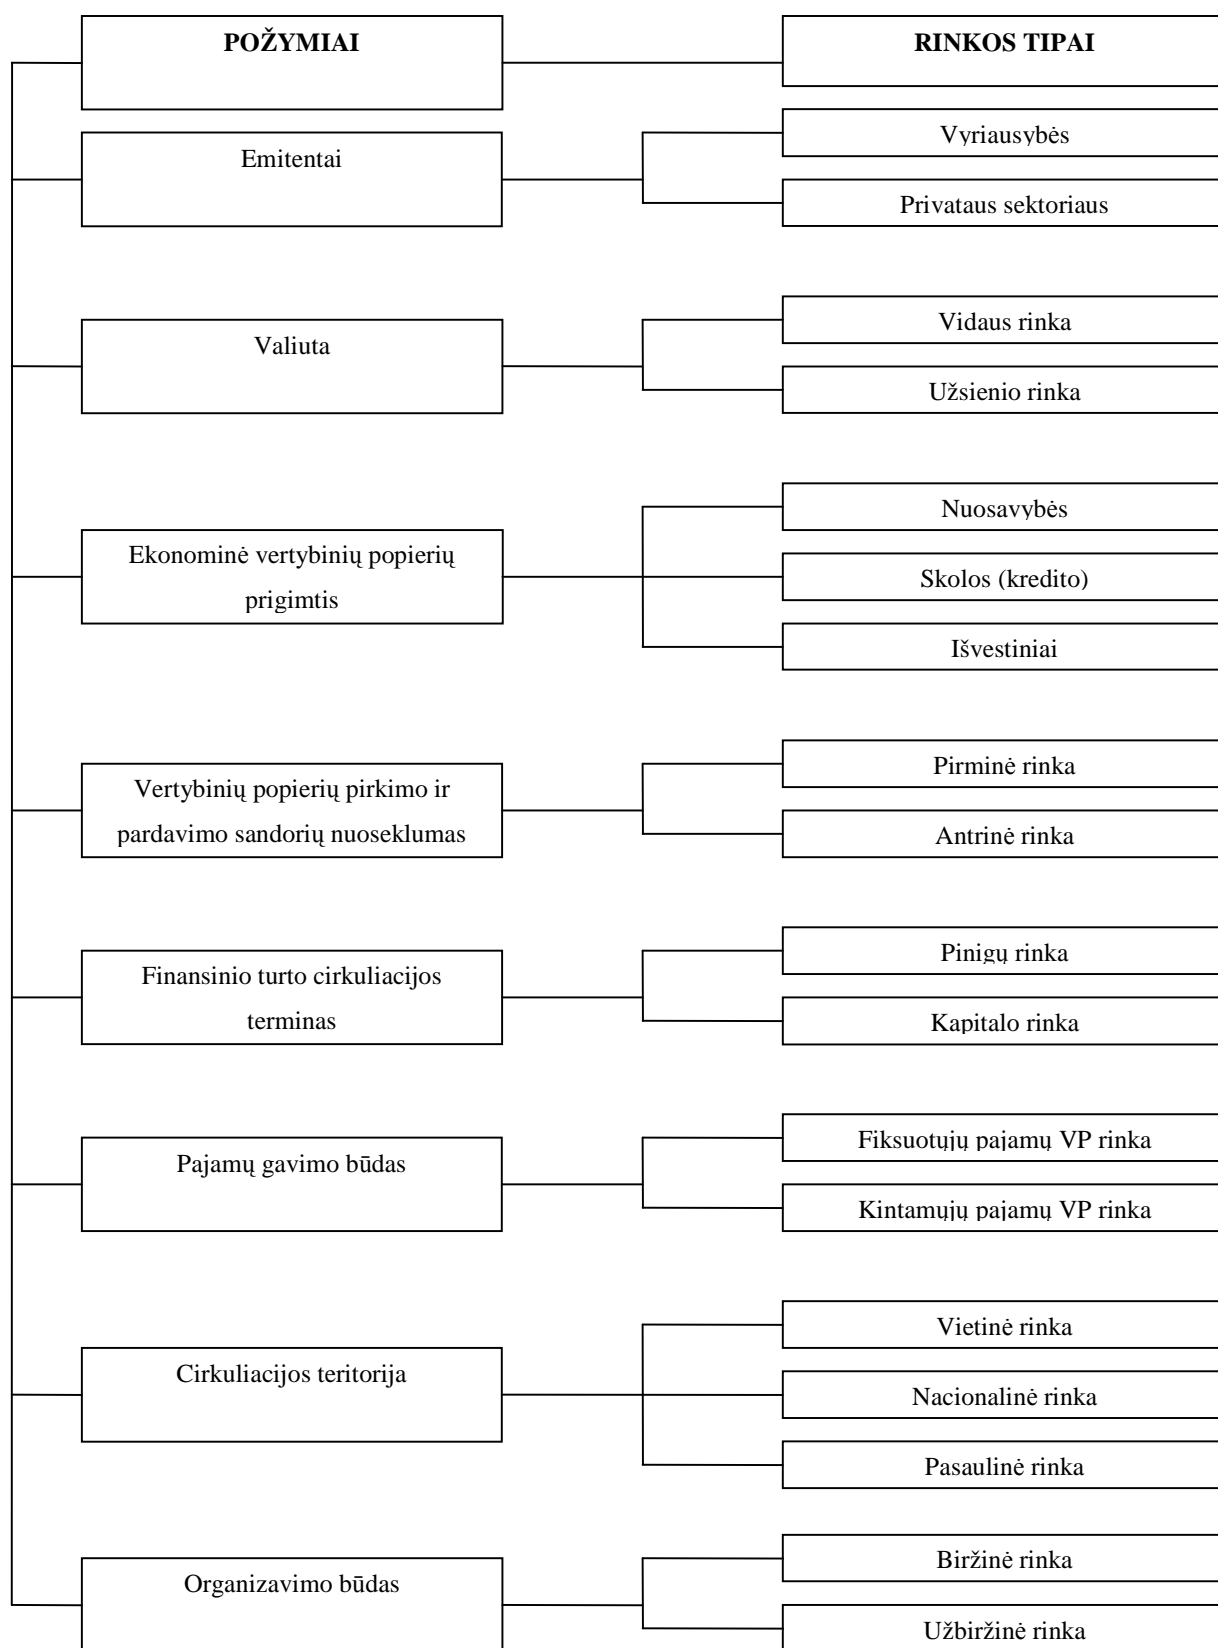 POŽYMIAI
RINKOS TIPAI
Emitentai
Vyriausybės
Privataus sektoriaus
Valiuta
Vidaus rinka
Užsienio rinka
Ekonominė vertybinių popierių
prigimtis
Nuosavybės
Skolos (kredito)
Išvestiniai
Vertybinių popierių pirkimo ir
pardavimo sandorių nuoseklumas
Pirminė rinka
Antrinė rinka
Finansinio turto cirkuliacijos
terminas
Pinigų rinka
Kapitalo rinka
Pajamų gavimo būdas
Fiksuotųjų pajamų VP rinka
Kintamųjų pajamų VP rinka
Cirkuliacijos teritorija
Vietinė rinka
Nacionalinė rinka
Pasaulinė rinka
Organizavimo būdas
Biržinė rinka
Užbiržinė rinka